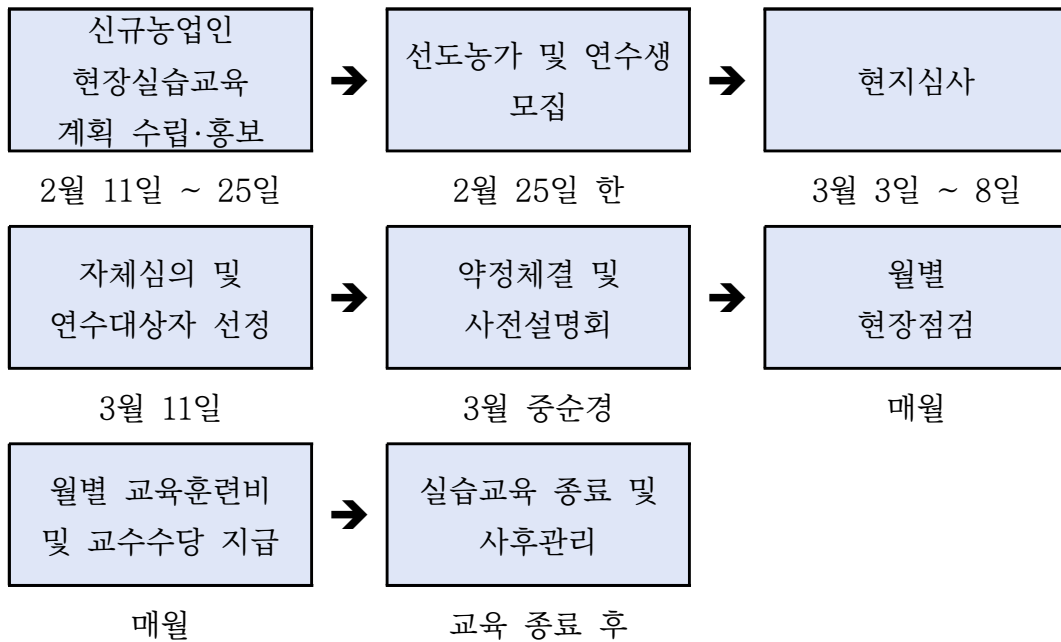 신규농업인
현장실습교육
계획 수립·홍보
➔
선도농가 및 연수생
모집
➔
현지심사
2월 11일 ~ 25일
2월 25일 한
3월 3일 ~ 8일
자체심의 및
연수대상자 선정
➔
약정체결 및
사전설명회
➔
월별
현장점검
3월 11일
3월 중순경
매월
월별 교육훈련비
및 교수수당 지급
➔
실습교육 종료 및
사후관리
매월
교육 종료 후